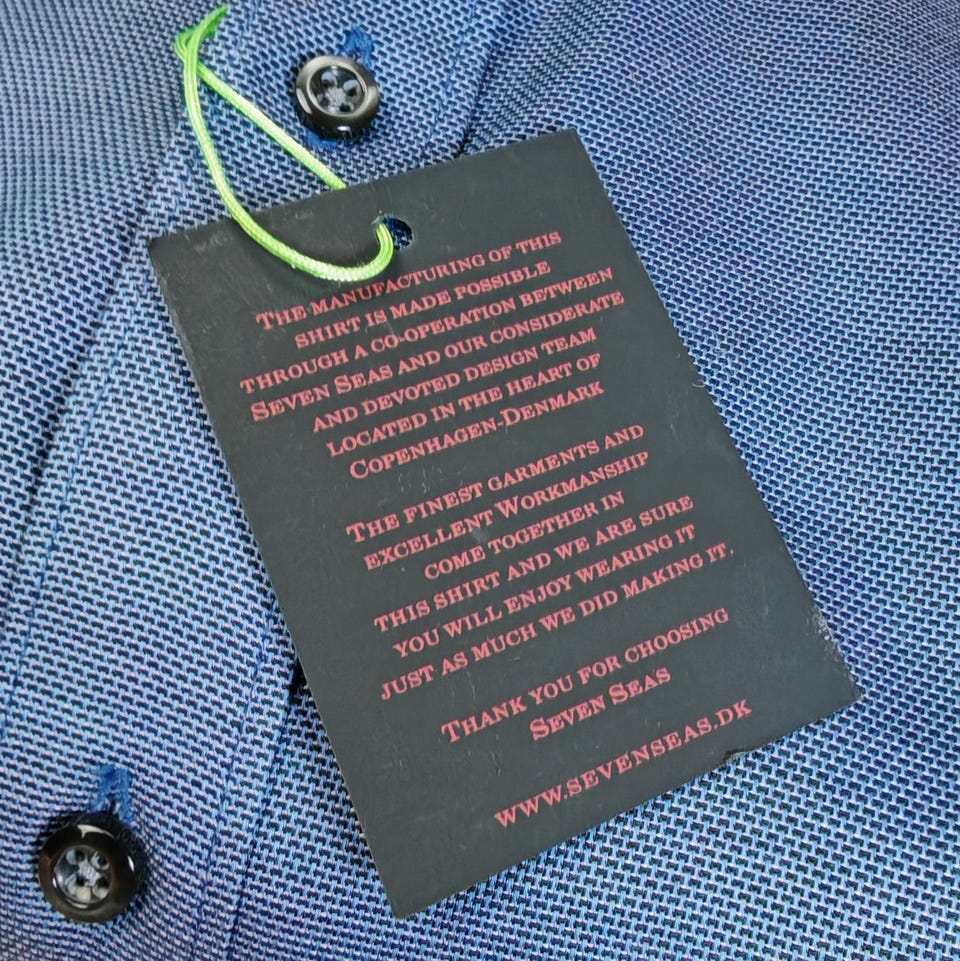 The manufacturing of this
shirt is made possible
through a co-operation between
Seven Seas and our considerate
and devoted design team
located in the heart of
Copenhagen-Denmark
The finest garments and
excellent Workmanship
come together in
this shirt and we are sure
you will enjoy wearing it
just as much we did making it.
Thank you for choosing
Seven Seas
www.sevenseas.dk